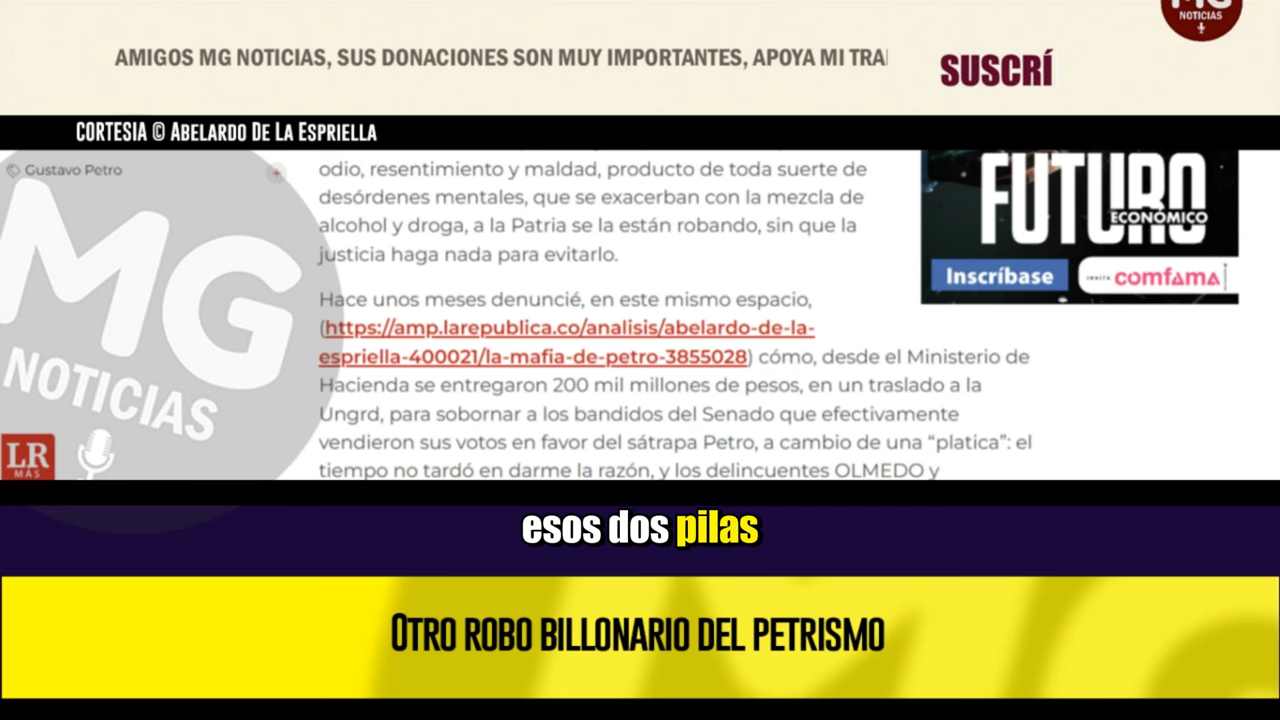 MG
NOTICIAS
AMIGOS MG NOTICIAS, SUS DONACIONES SON MUY IMPORTANTES, APOYA MI TRA
SUSCRÍ
CORTESIA © ABELARDO DE LA ESPRIELLA
Gustavo Petro
+
odio, resentimiento y maldad, producto de toda suerte de
desórdenes mentales, que se exacerban con la mezcla de
alcohol y droga, a la Patria se la están robando, sin que la
justicia haga nada para evitarlo.
Hace unos meses denuncié, en este mismo espacio,
(https://amp.larepublica.co/analisis/abelardo-de-la-
espriella-400021/la-mafia-de-petro-3855028) cómo, desde el Ministerio de
Hacienda se entregaron 200 mil millones de pesos, en un traslado a la
Ungrd, para sobornar a los bandidos del Senado que efectivamente
vendieron sus votos en favor del sátrapa Petro, a cambio de una “platica”: el
tiempo no tardó en darme la razón, y los delincuentes OLMEDO y
FUTURO
ECONÓMICO
Inscríbase
INVITA comfama
MG
NOTICIAS
LR
MÁS
esos dos pilas
OTRO ROBO BILLONARIO DEL PETRISMO